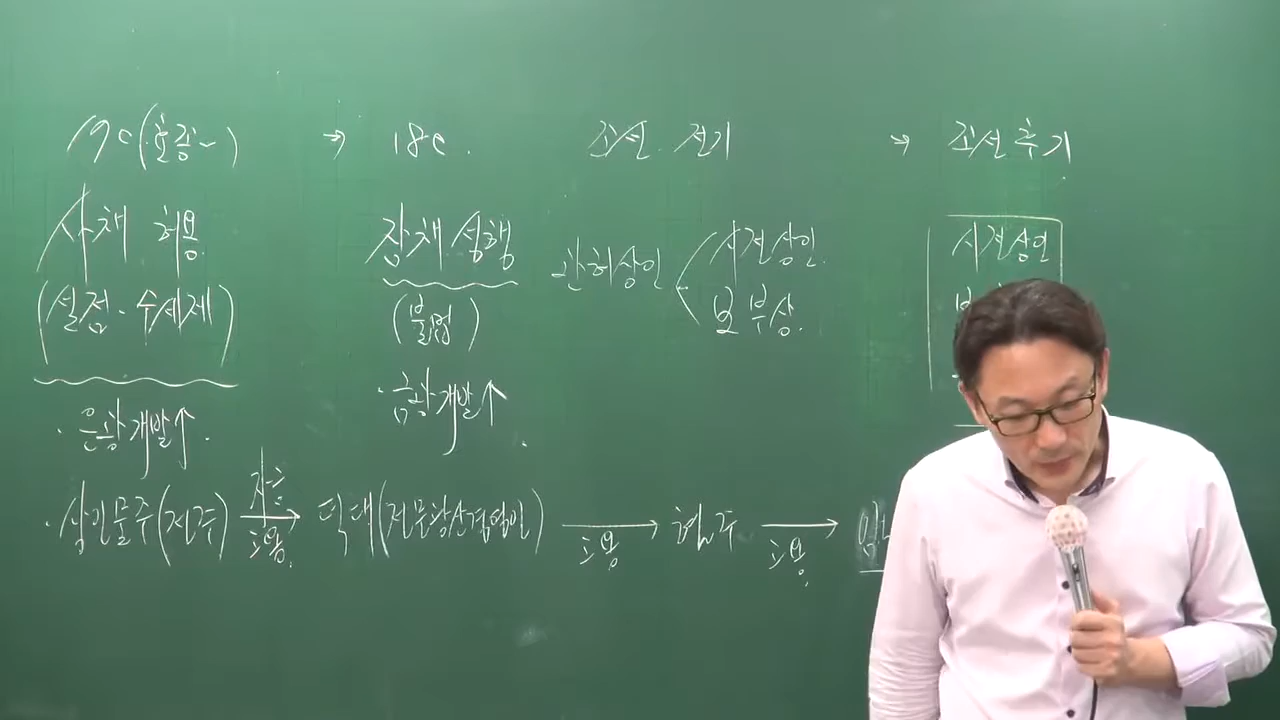 17C (효종~) → 18C.
사채 허용
(설점·수세제)
· 은광개발↑.
잠채 성행
(불법)
· 금광개발↑
조선 전기 → 조선 후기
관허상인 < 시전상인
보부상.
시전상인
· 상인물주(전주) → 덕대(전문광산경영인) → 혈주 →
자금
고용.
고용
고용.